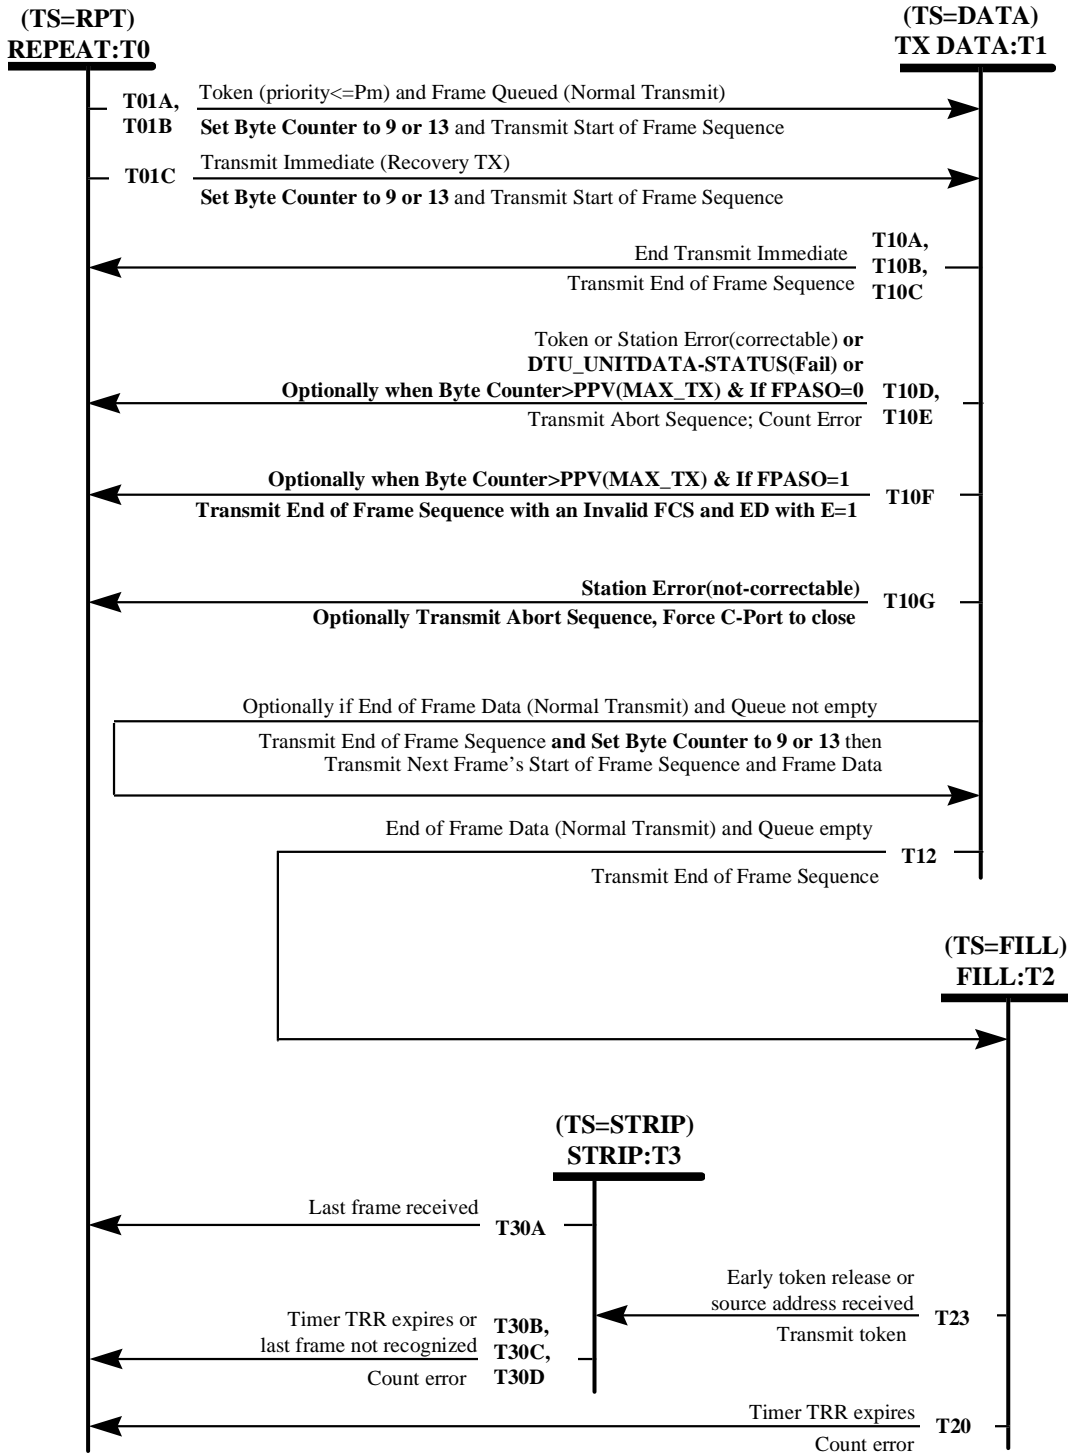 (TS=RPT)
REPEAT:T0
(TS=DATA)
TX DATA:T1
T01A,
T01B
Token (priority<=Pm) and Frame Queued (Normal Transmit)
Set Byte Counter to 9 or 13 and Transmit Start of Frame Sequence
T01C
Transmit Immediate (Recovery TX)
Set Byte Counter to 9 or 13 and Transmit Start of Frame Sequence
End Transmit Immediate
Transmit End of Frame Sequence
T10A,
T10B,
T10C
Token or Station Error(correctable) or
DTU_UNITDATA-STATUS(Fail) or
Optionally when Byte Counter>PPV(MAX_TX) & If FPASO=0
Transmit Abort Sequence; Count Error
T10D,
T10E
Optionally when Byte Counter>PPV(MAX_TX) & If FPASO=1
Transmit End of Frame Sequence with an Invalid FCS and ED with E=1
T10F
Station Error(not-correctable)
Optionally Transmit Abort Sequence, Force C-Port to close
T10G
Optionally if End of Frame Data (Normal Transmit) and Queue not empty
Transmit End of Frame Sequence and Set Byte Counter to 9 or 13 then
Transmit Next Frame's Start of Frame Sequence and Frame Data
End of Frame Data (Normal Transmit) and Queue empty
Transmit End of Frame Sequence
T12
(TS=FILL)
FILL:T2
(TS=STRIP)
STRIP:T3
Last frame received
T30A
Early token release or
source address received
Transmit token
T23
Timer TRR expires or
last frame not recognized
Count error
T30B,
T30C,
T30D
Timer TRR expires
Count error
T20